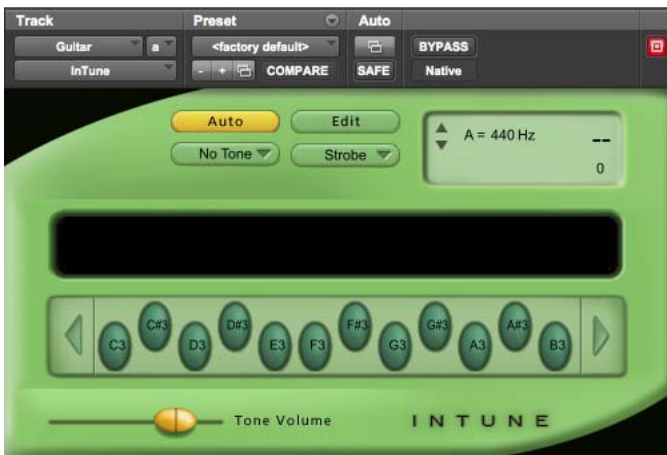 Track Preset Auto
Guitar a <factory default> BYPASS
InTune - + COMPARE SAFE Native
Auto Edit
No Tone Strobe
A = 440 Hz --
0
C3 C#3 D3 D#3 E3 F3 F#3 G3 G#3 A3 A#3 B3
Tone Volume INTUNE